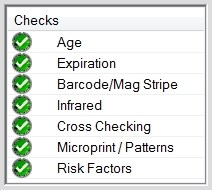 Checks
Age
Expiration
Barcode/Mag Stripe
Infrared
Cross Checking
Microprint / Patterns
Risk Factors